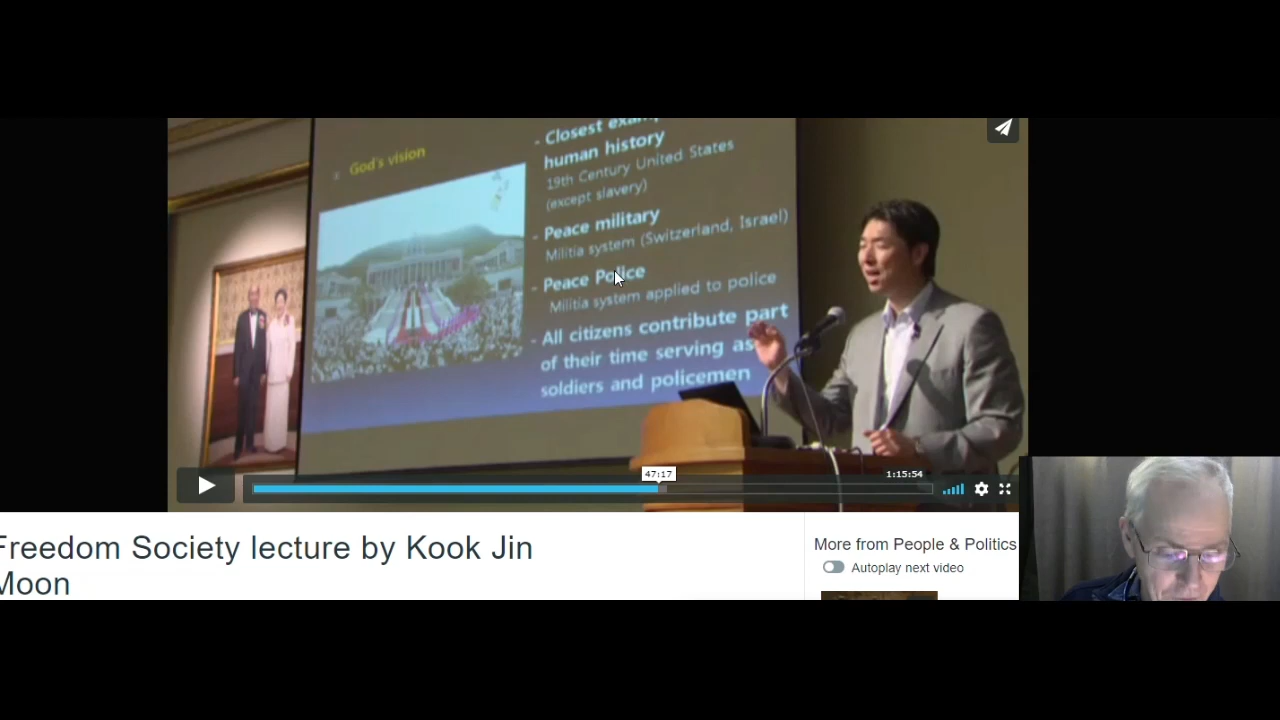 God's vision
- Closest
human history
19th Century United States
(except slavery)
- Peace military
Militia system (Switzerland, Israel)
- Peace Police
Militia system applied to police
- All citizens contribute part
of their time serving as
soldiers and policemen
47:17
1:15:54
Freedom Society lecture by Kook Jin
Moon
More from People & Politics
Autoplay next video